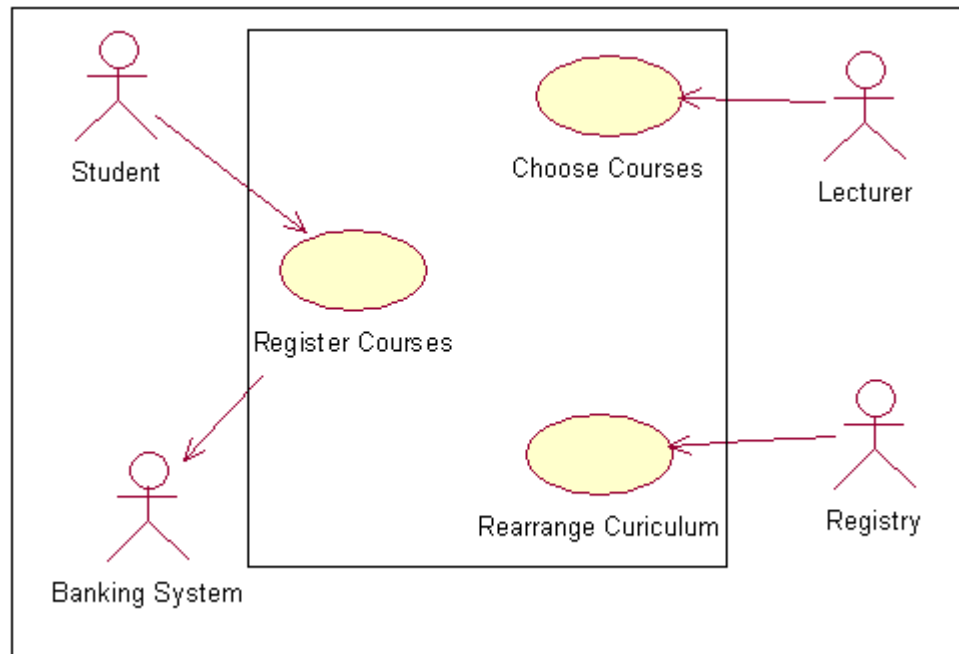 Student
Choose Courses
Lecturer
Register Courses
Rearrange Curiculum
Registry
Banking System